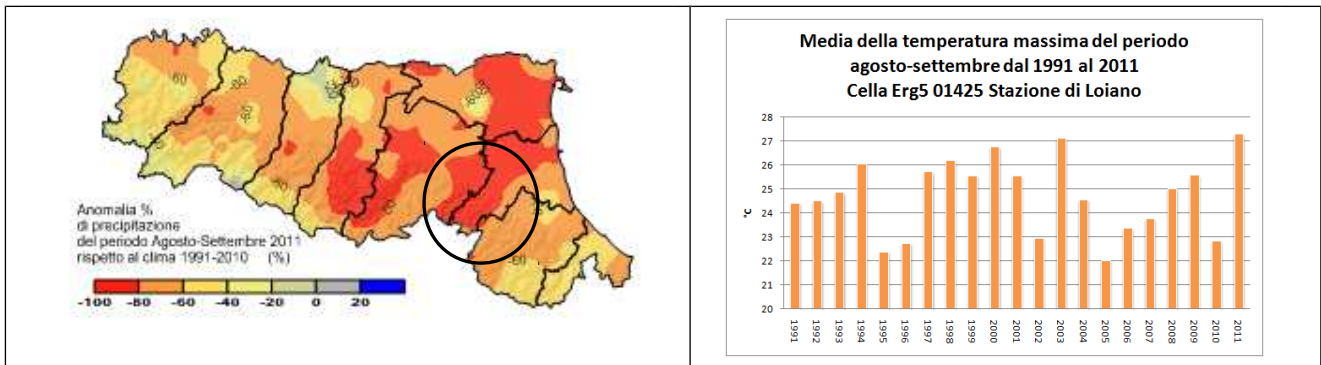 Anomalia %
di precipitazione
del periodo Agosto-Settembre 2011
rispetto al clima 1991-2010 (%)
-100 -80 -60 -40 -20 0 20
-60
Media della temperatura massima del periodo
agosto-settembre dal 1991 al 2011
Cella Erg5 01425 Stazione di Loiano
28
27
26
25
24
23
22
21
20
°C
1991 1992 1993 1994 1995 1996 1997 1998 1999 2000 2001 2002 2003 2004 2005 2006 2007 2008 2009 2010 2011